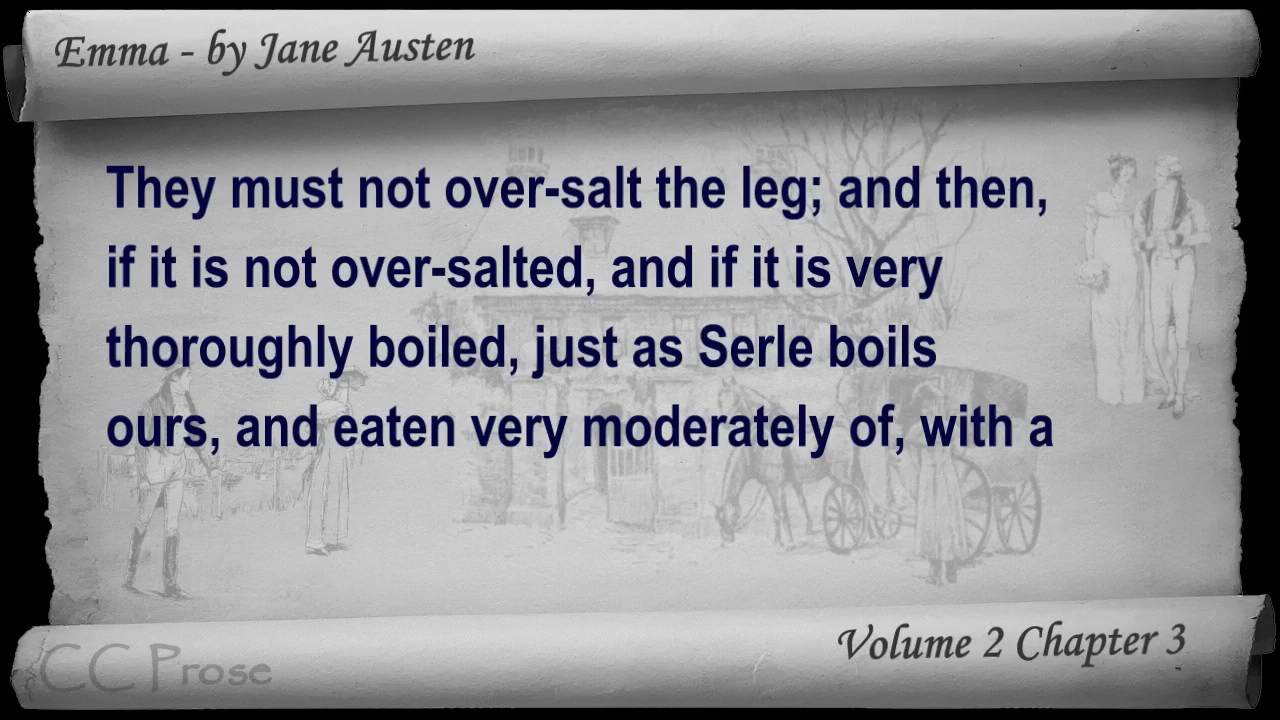 Emma - by Jane Austen
They must not over-salt the leg; and then,
if it is not over-salted, and if it is very
thoroughly boiled, just as Serle boils
ours, and eaten very moderately of, with a
Volume 2 Chapter 3
CC Prose